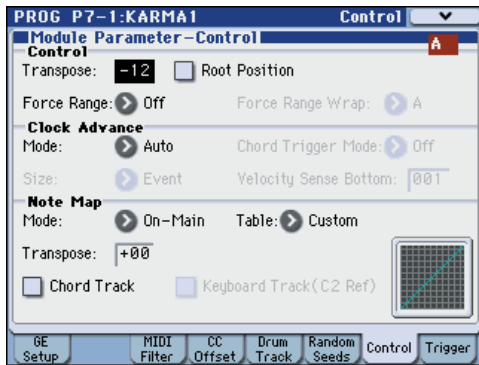 PROG P7-1:KARMA1 Control
Module Parameter-Control A
Control
Transpose: -12 Root Position
Force Range: Off Force Range Wrap: A
Clock Advance
Mode: Auto Chord Trigger Mode: Off
Size: Event Velocity Sense Bottom: 001
Note Map
Mode: On-Main Table: Custom
Transpose: +00
Chord Track Keyboard Track(C2 Ref)
GE Setup MIDI Filter CC Offset Drum Track Random Seeds Control Trigger